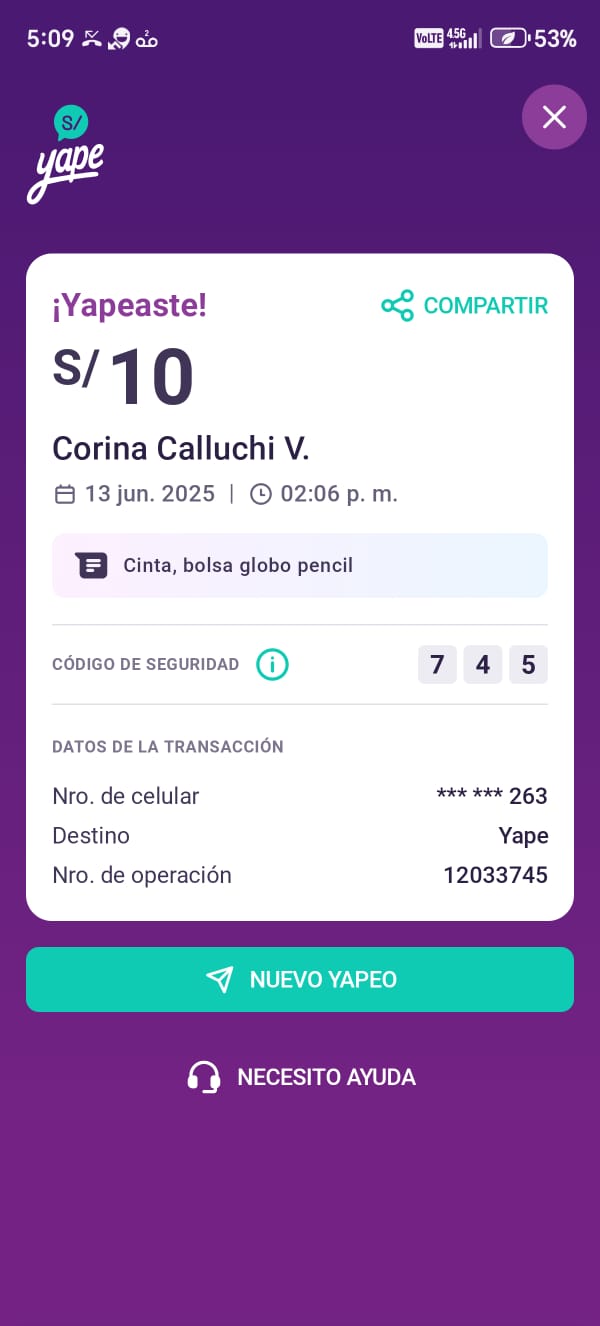 5:09 VoLTE 4.5G 53%
S/
yape
¡Yapeaste!
COMPARTIR
S/ 10
Corina Calluchi V.
13 jun. 2025 | 02:06 p. m.
Cinta, bolsa globo pencil
CÓDIGO DE SEGURIDAD 7 4 5
DATOS DE LA TRANSACCIÓN
Nro. de celular *** *** 263
Destino Yape
Nro. de operación 12033745
NUEVO YAPEO
NECESITO AYUDA